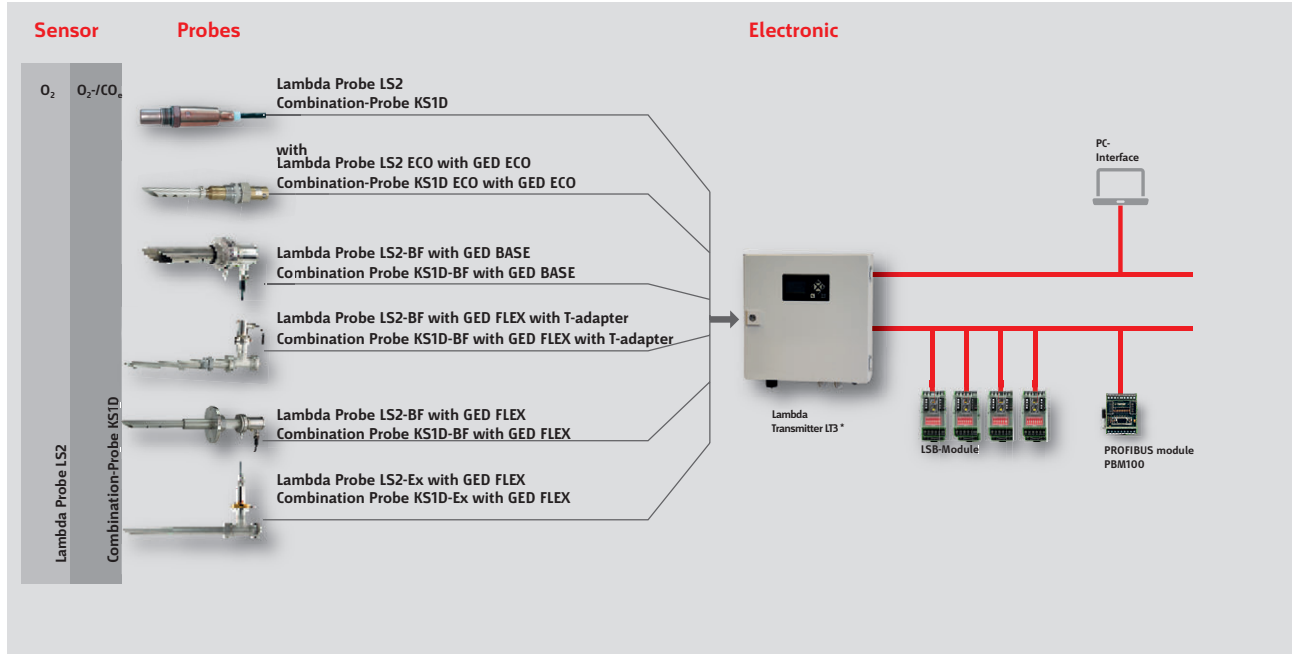 Sensor
Probes
Electronic
O₂
O₂-/COₑ
Lambda Probe LS2
Combination-Probe KS1D
Lambda Probe LS2
Combination-Probe KS1D
with
Lambda Probe LS2 ECO with GED ECO
Combination-Probe KS1D ECO with GED ECO
Lambda Probe LS2-BF with GED BASE
Combination Probe KS1D-BF with GED BASE
Lambda Probe LS2-BF with GED FLEX with T-adapter
Combination Probe KS1D-BF with GED FLEX with T-adapter
Lambda Probe LS2-BF with GED FLEX
Combination Probe KS1D-BF with GED FLEX
Lambda Probe LS2-Ex with GED FLEX
Combination Probe KS1D-Ex with GED FLEX
Lambda
Transmitter LT3 *
PC-
Interface
LSB-Module
PROFIBUS module
PBM100